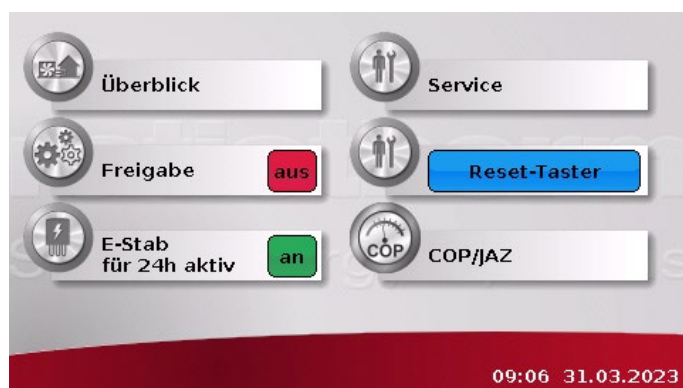 Überblick
Service
Freigabe
aus
Reset-Taster
E-Stab
für 24h aktiv
an
COP
COP/JAZ
09:06 31.03.2023